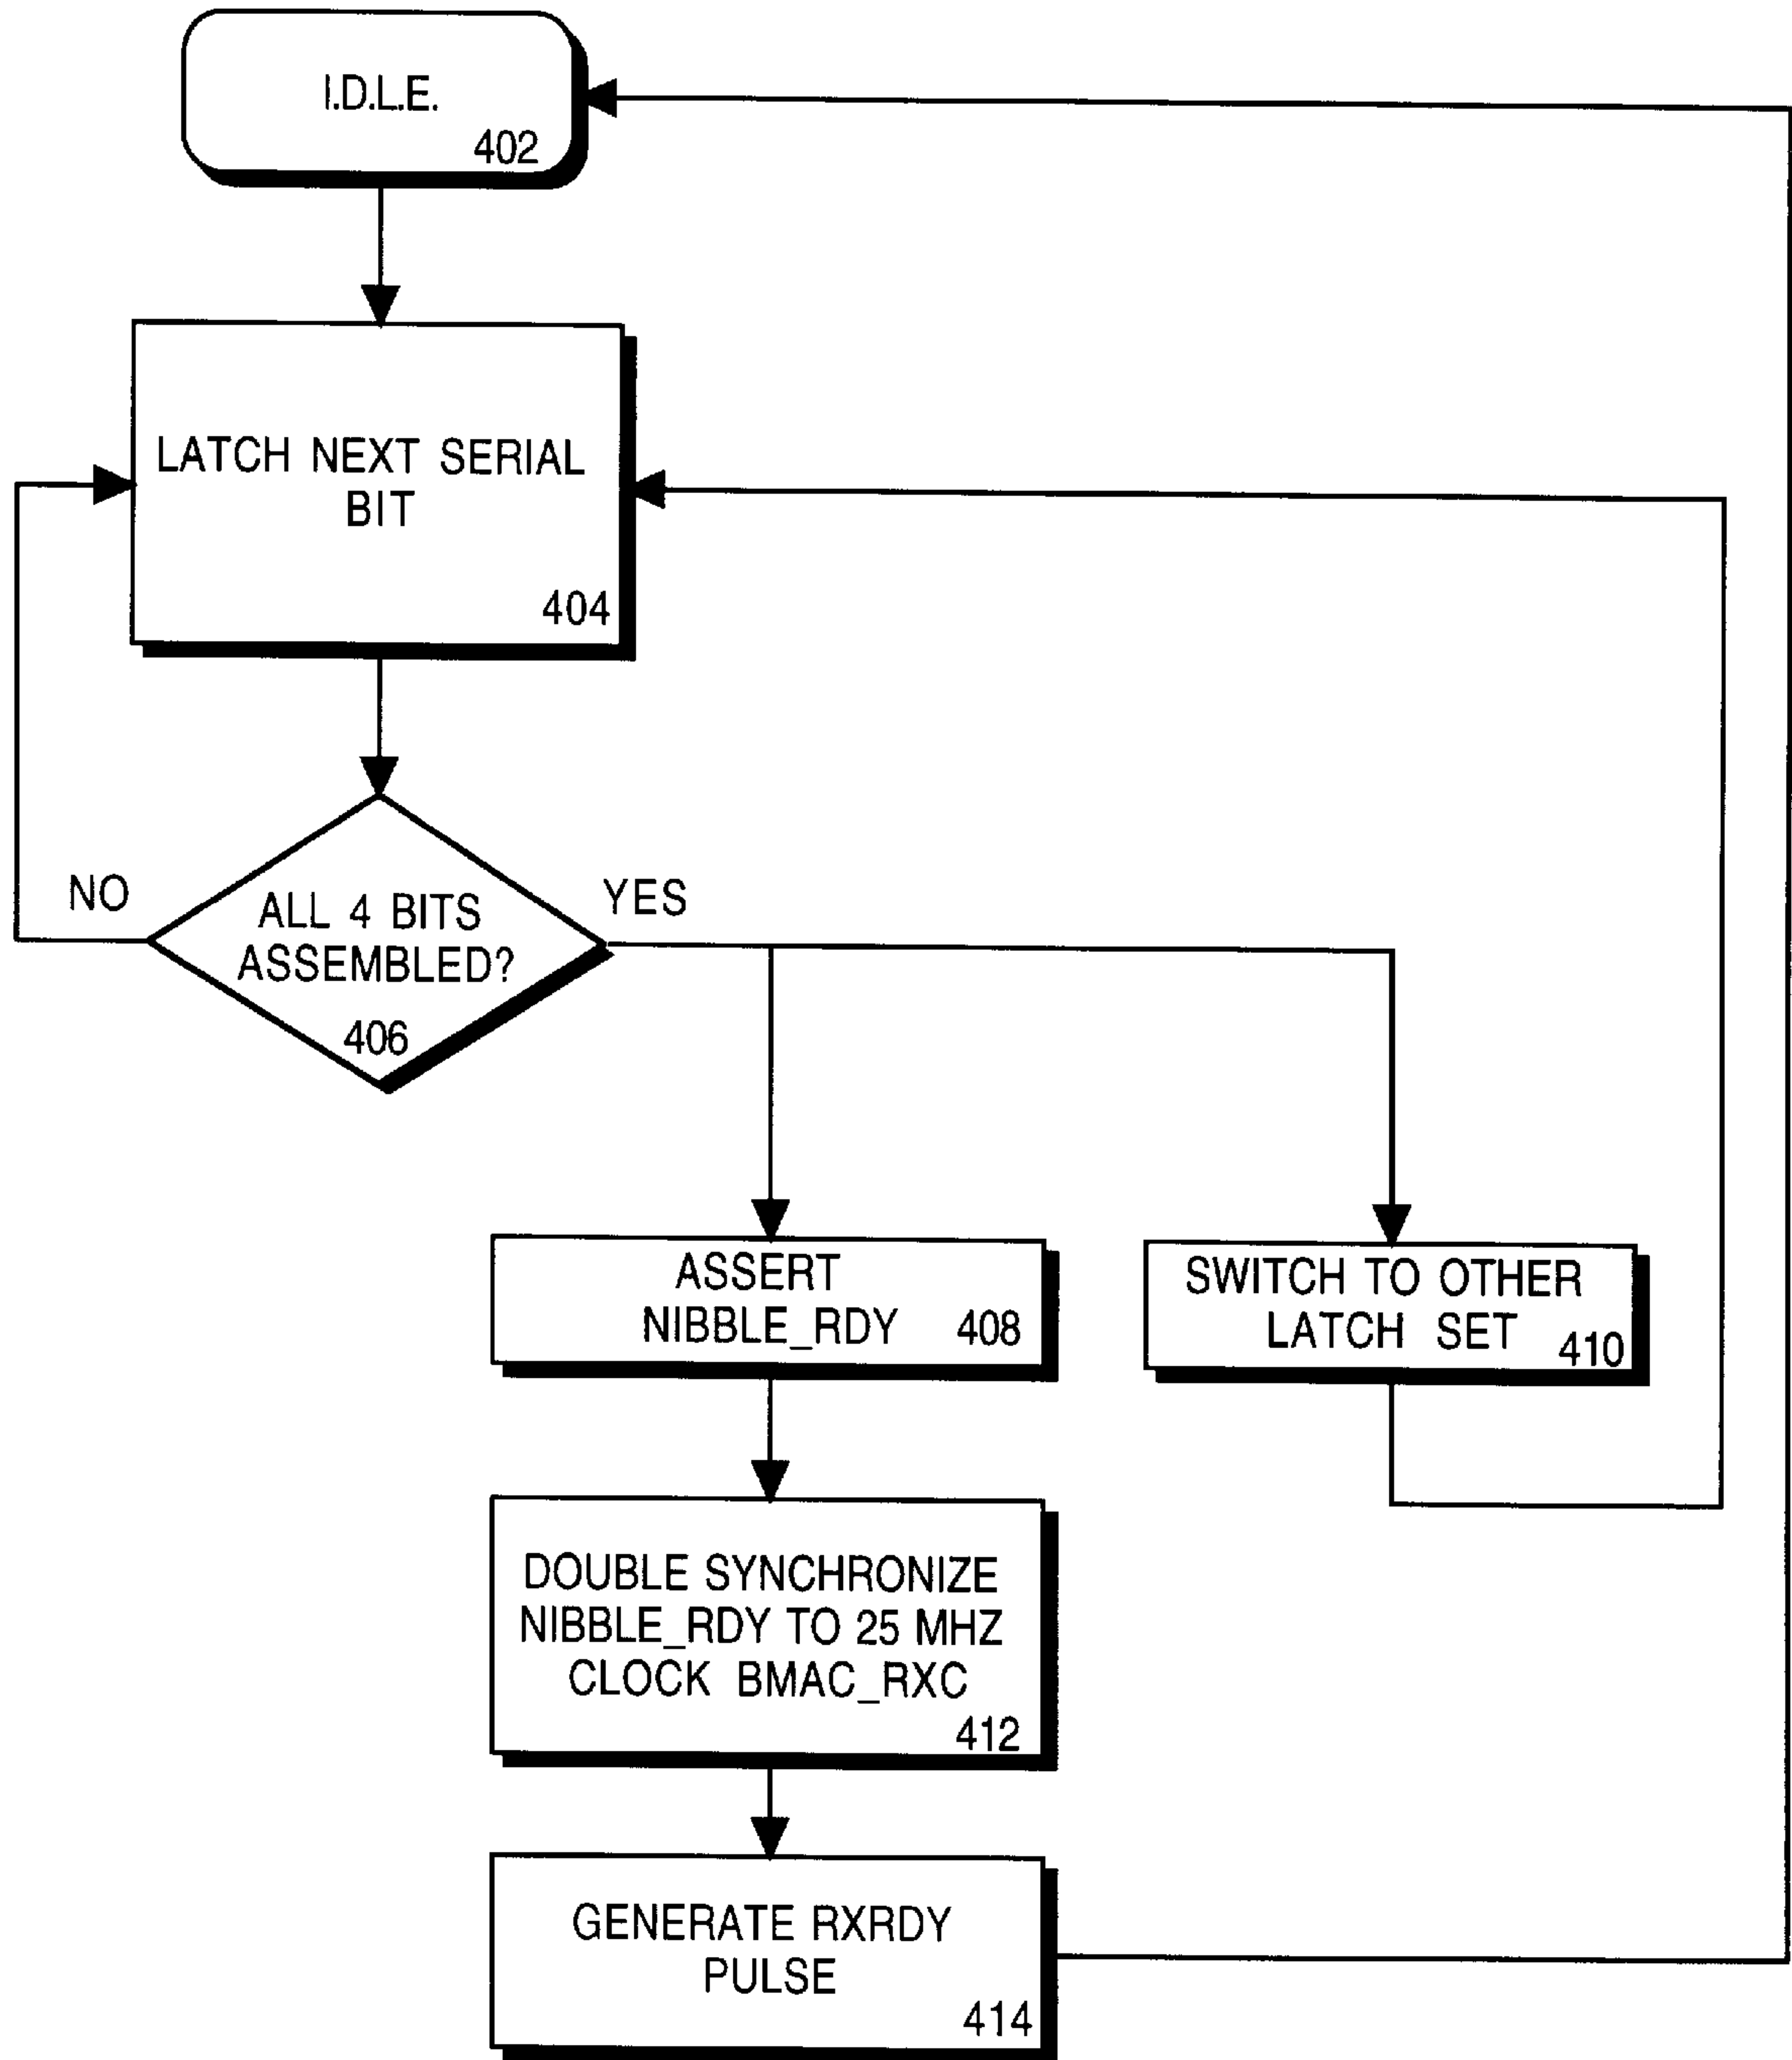 I.D.L.E.
402
LATCH NEXT SERIAL
BIT
404
NO
YES
ALL 4 BITS
ASSEMBLED?
406
ASSERT
NIBBLE_RDY 408
SWITCH TO OTHER
LATCH SET
410
DOUBLE SYNCHRONIZE
NIBBLE_RDY TO 25 MHZ
CLOCK BMAC_RXC
412
GENERATE RXRDY
PULSE
414